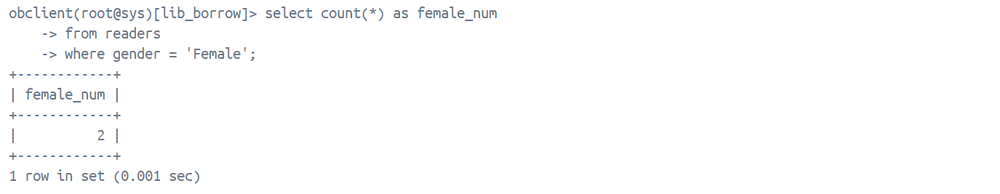 obclient(root@sys)[lib_borrow]> select count(*) as female_num
    -> from readers
    -> where gender = 'Female';
+------------+
| female_num |
+------------+
|          2 |
+------------+
1 row in set (0.001 sec)